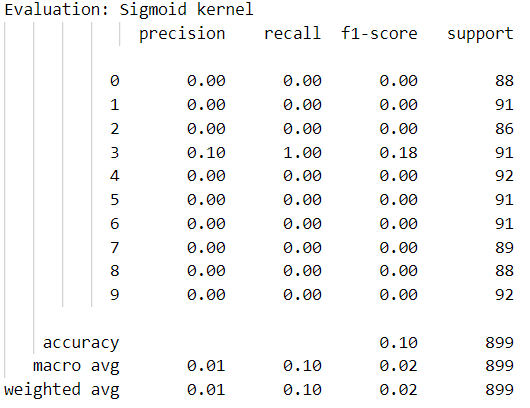 Evaluation: Sigmoid kernel
precision recall f1-score support
0 0.00 0.00 0.00 88
1 0.00 0.00 0.00 91
2 0.00 0.00 0.00 86
3 0.10 1.00 0.18 91
4 0.00 0.00 0.00 92
5 0.00 0.00 0.00 91
6 0.00 0.00 0.00 91
7 0.00 0.00 0.00 89
8 0.00 0.00 0.00 88
9 0.00 0.00 0.00 92
accuracy 0.10 899
macro avg 0.01 0.10 0.02 899
weighted avg 0.01 0.10 0.02 899